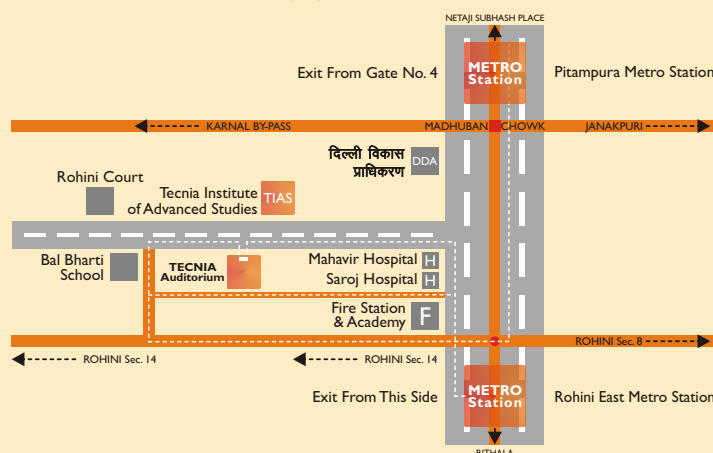 NETAJI SUBHASH PLACE
METRO
Station
Exit From Gate No. 4
Pitampura Metro Station
KARNAL BY-PASS
MADHUBAN CHOWK
JANAKPURI
दिल्ली विकास
प्राधिकरण
DDA
Rohini Court
Tecnia Institute
of Advanced Studies
TIAS
Bal Bharti
School
TECNIA
Auditorium
Mahavir Hospital
H
Saroj Hospital
H
Fire Station
& Academy
F
ROHINI Sec. 8
ROHINI Sec. 14
ROHINI Sec. 14
METRO
Station
Exit From This Side
Rohini East Metro Station